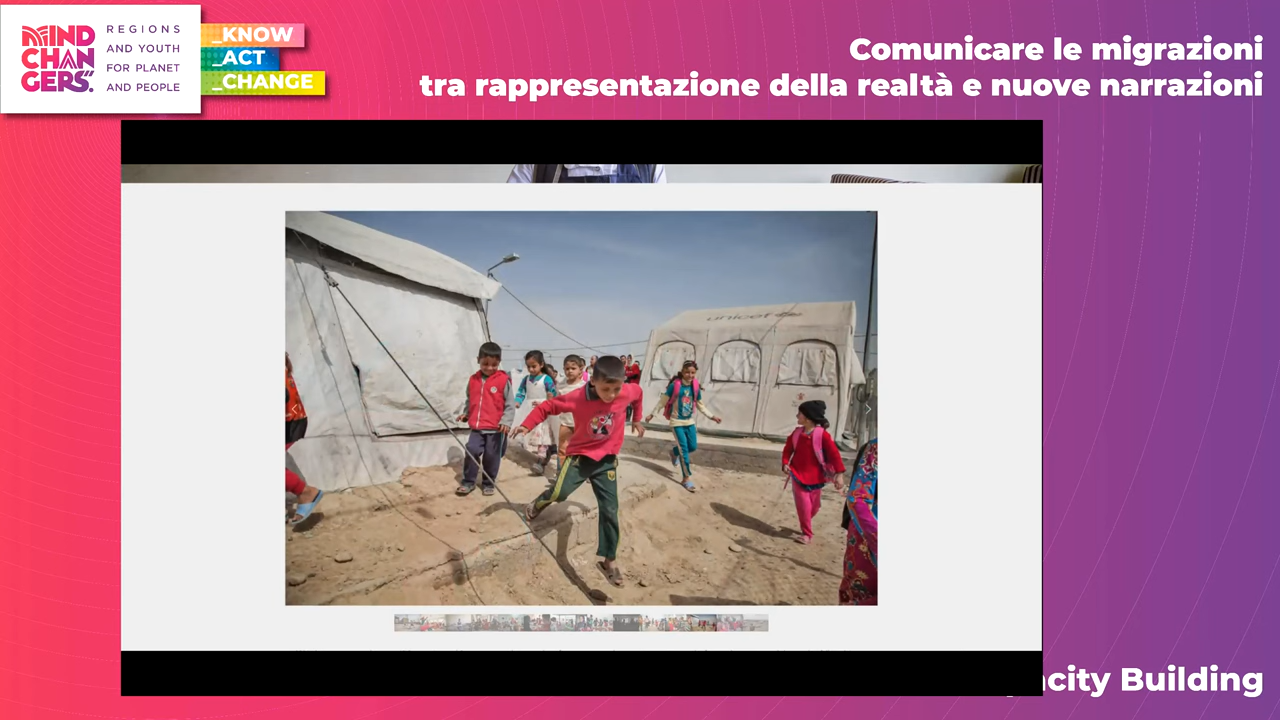 MIND
CHAN
GERS.
REGIONS
AND YOUTH
FOR PLANET
AND PEOPLE
_KNOW
_ACT
_CHANGE
Comunicare le migrazioni
tra rappresentazione della realtà e nuove narrazioni
unicef
Building